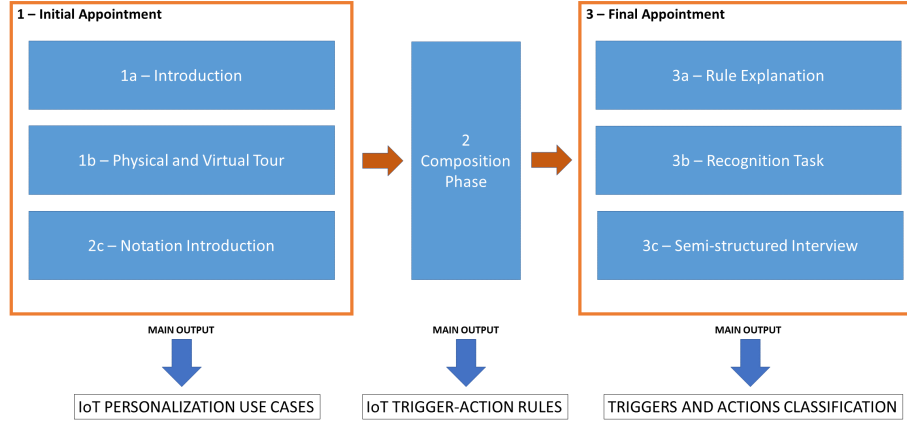 1 – Initial Appointment
1a – Introduction
1b – Physical and Virtual Tour
2c – Notation Introduction
2
Composition
Phase
3 – Final Appointment
3a – Rule Explanation
3b – Recognition Task
3c – Semi-structured Interview
MAIN OUTPUT
MAIN OUTPUT
MAIN OUTPUT
IoT PERSONALIZATION USE CASES
IoT TRIGGER-ACTION RULES
TRIGGERS AND ACTIONS CLASSIFICATION